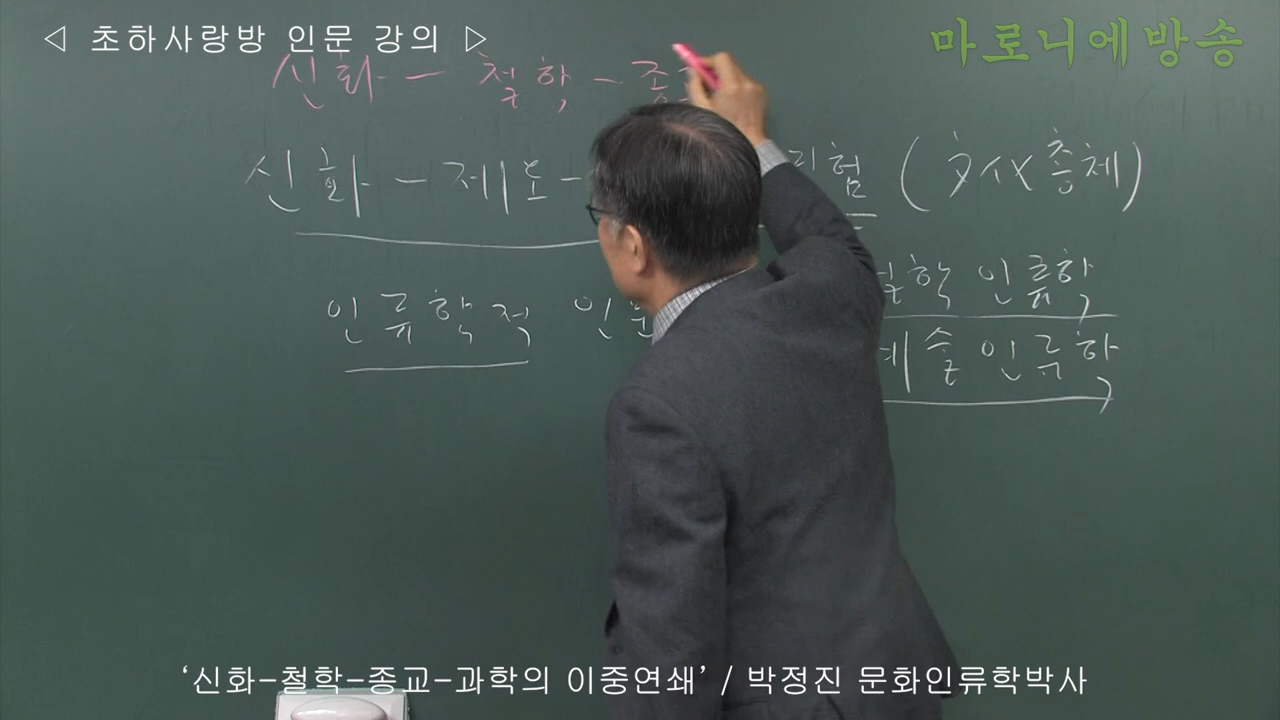 ◁ 초하사랑방 인문 강의 ▷
마로니에방송
신화 - 철학 - 종
신화 - 제도 - 험 (文化총체)
인류학적 인 학 인류학
예술인류학
‘신화-철학-종교-과학의 이중연쇄’ / 박정진 문화인류학박사